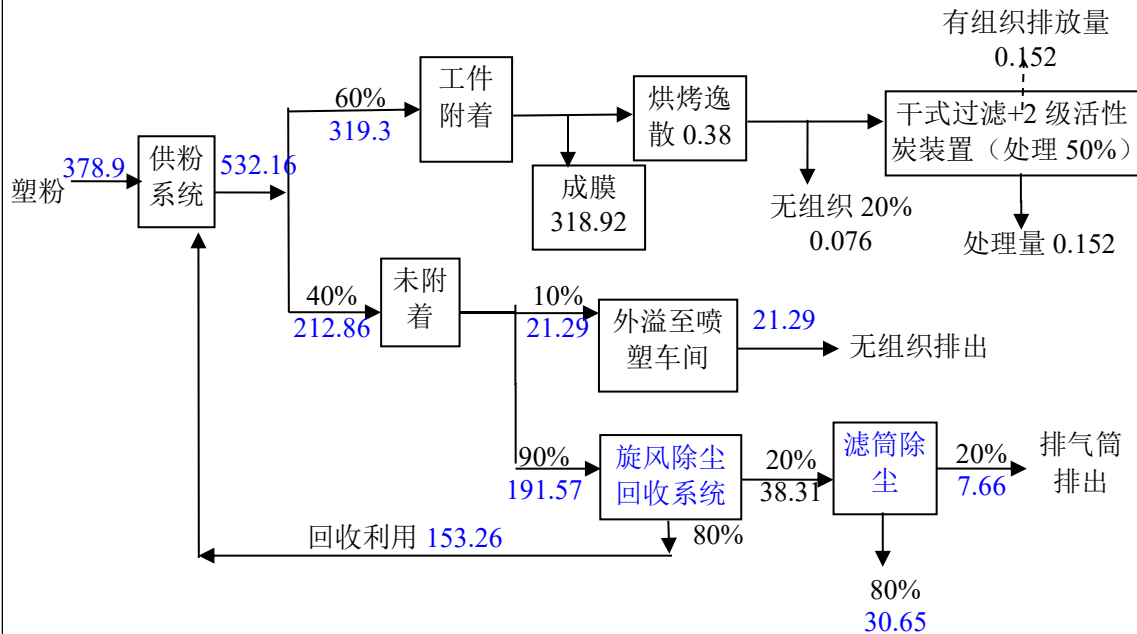 有组织排放量
0.152
工件
附着
60%
319.3
烘烤逸
散 0.38
干式过滤+2 级活性
炭装置（处理 50%）
塑粉
378.9
供粉
系统
532.16
成膜
318.92
无组织 20%
0.076
处理量 0.152
40%
212.86
未附
着
10%
21.29
外溢至喷
塑车间
21.29
无组织排出
90%
191.57
旋风除尘
回收系统
20%
38.31
滤筒除
尘
20%
7.66
排气筒
排出
回收利用 153.26
80%
80%
30.65